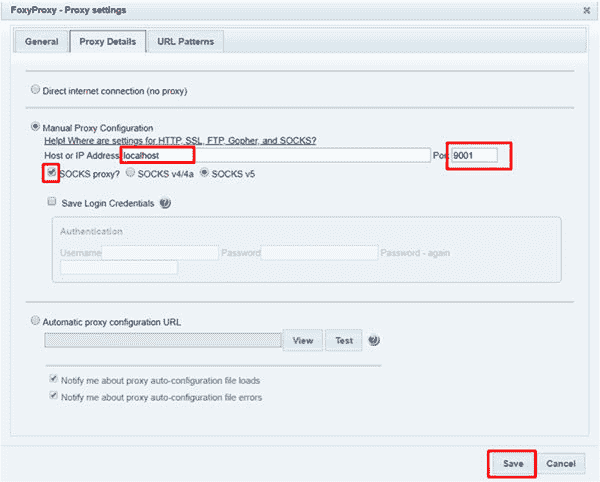 FoxyProxy - Proxy settings
General Proxy Details URL Patterns
Direct internet connection (no proxy)
Manual Proxy Configuration
Help! Where are settings for HTTP, SSL, FTP, Gopher, and SOCKS?
Host or IP Address localhost Por 9001
SOCKS proxy? SOCKS v4/4a SOCKS v5
Save Login Credentials
Authentication
Username Password Password - again
Automatic proxy configuration URL
View Test
Notify me about proxy auto-configuration file loads
Notify me about proxy auto-configuration file errors
Save Cancel